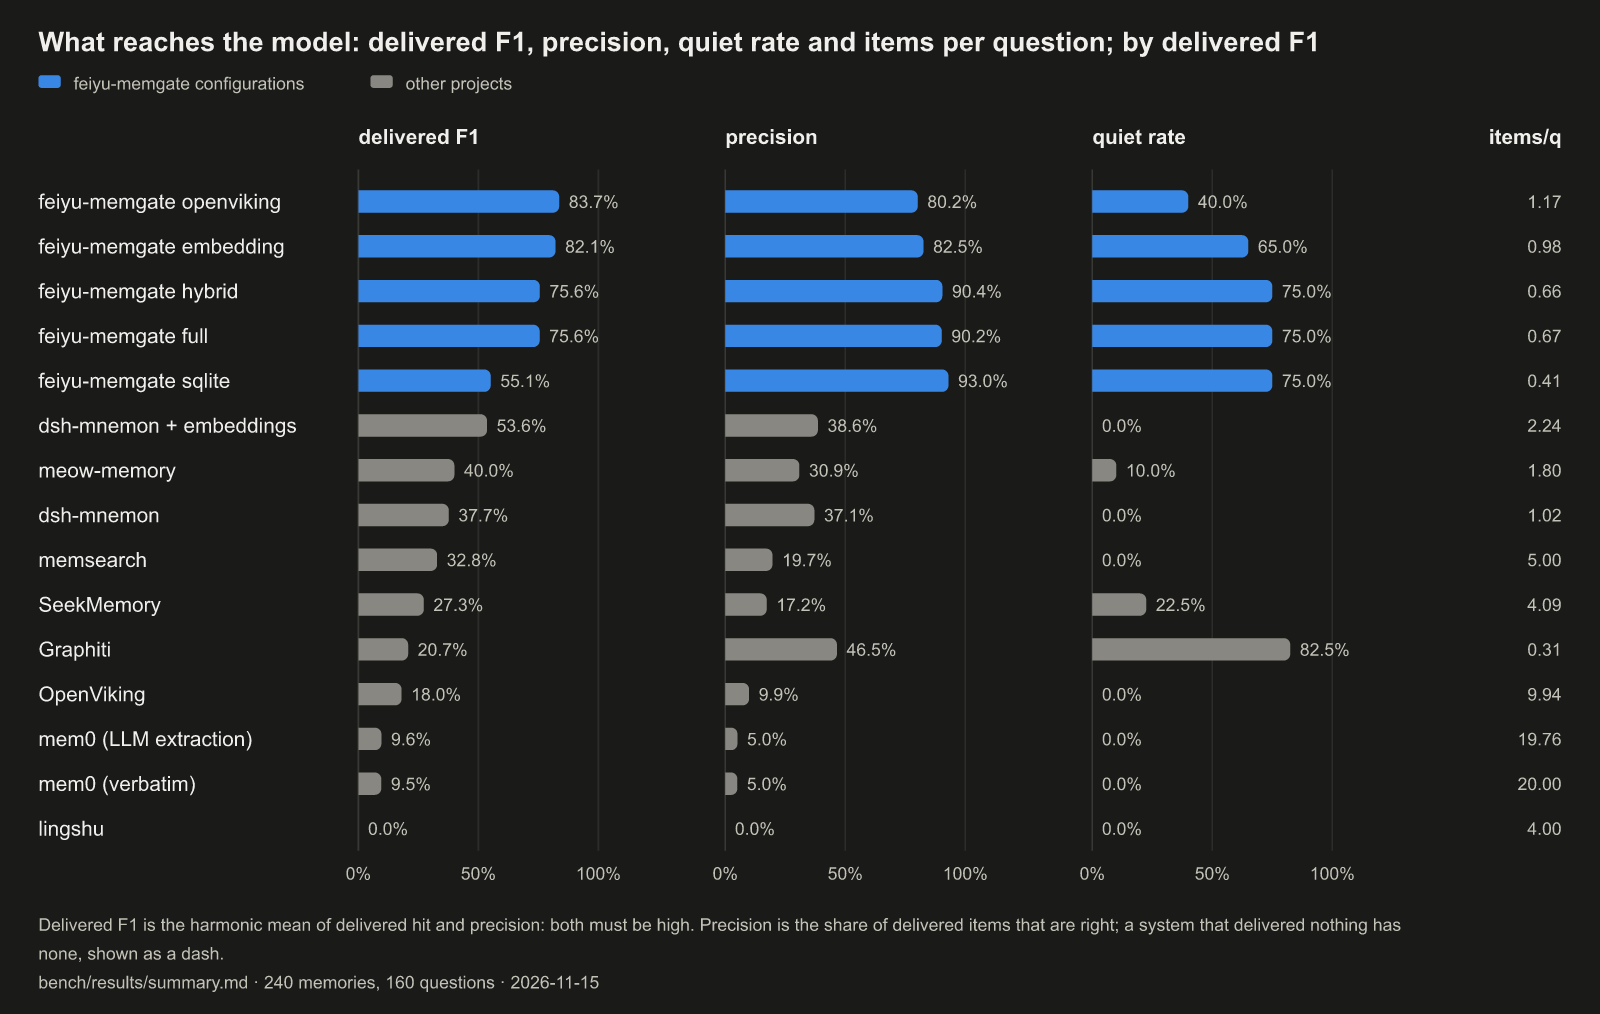 What reaches the model: delivered F1, precision, quiet rate and items per question; by delivered F1
feiyu-memgate configurations other projects
delivered F1 precision quiet rate items/q
feiyu-memgate openviking 83.7% 80.2% 40.0% 1.17
feiyu-memgate embedding 82.1% 82.5% 65.0% 0.98
feiyu-memgate hybrid 75.6% 90.4% 75.0% 0.66
feiyu-memgate full 75.6% 90.2% 75.0% 0.67
feiyu-memgate sqlite 55.1% 93.0% 75.0% 0.41
dsh-mnemon + embeddings 53.6% 38.6% 0.0% 2.24
meow-memory 40.0% 30.9% 10.0% 1.80
dsh-mnemon 37.7% 37.1% 0.0% 1.02
memsearch 32.8% 19.7% 0.0% 5.00
SeekMemory 27.3% 17.2% 22.5% 4.09
Graphiti 20.7% 46.5% 82.5% 0.31
OpenViking 18.0% 9.9% 0.0% 9.94
mem0 (LLM extraction) 9.6% 5.0% 0.0% 19.76
mem0 (verbatim) 9.5% 5.0% 0.0% 20.00
lingshu 0.0% 0.0% 0.0% 4.00
0% 50% 100% 0% 50% 100% 0% 50% 100%
Delivered F1 is the harmonic mean of delivered hit and precision: both must be high. Precision is the share of delivered items that are right; a system that delivered nothing has
none, shown as a dash.
bench/results/summary.md · 240 memories, 160 questions · 2026-11-15